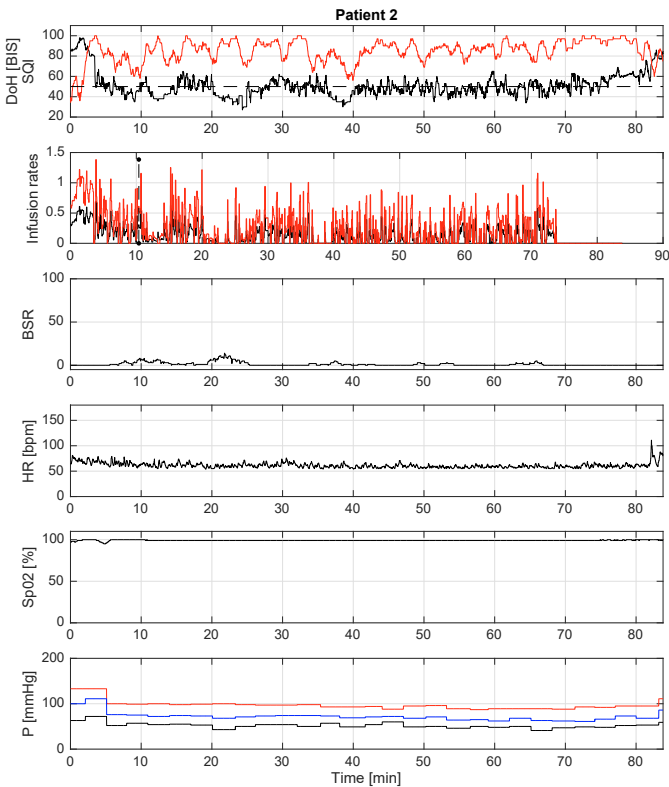 Patient 2
DoH [BIS]
SQI
100
80
60
40
20
0 10 20 30 40 50 60 70 80
Infusion rates
1.5
1
0.5
0
0 10 20 30 40 50 60 70 80 90
BSR
100
50
0
0 10 20 30 40 50 60 70 80
HR [bpm]
150
100
50
0
0 10 20 30 40 50 60 70 80
Sp02 [%]
100
50
0
0 10 20 30 40 50 60 70 80
P [mmHg]
200
100
0
0 10 20 30 40 50 60 70 80
Time [min]